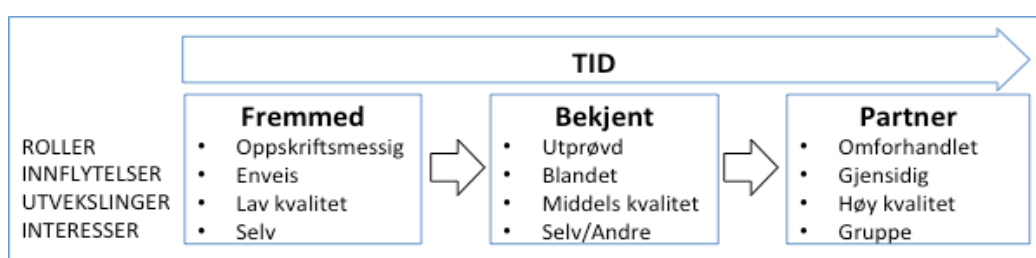 TID
Fremmed Bekjent Partner
ROLLER • Oppskriftsmessig • Utprøvd • Omforhandlet
INNFLYTELSER • Enveis • Blandet • Gjensidig
UTVEKSLINGER • Lav kvalitet • Middels kvalitet • Høy kvalitet
INTERESSER • Selv • Selv/Andre • Gruppe